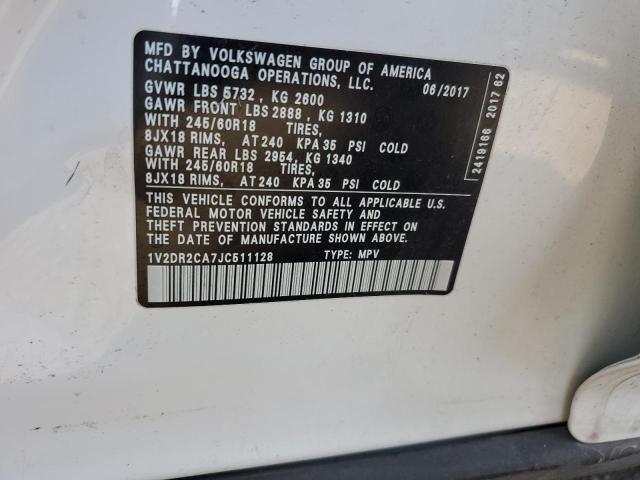 MFD BY VOLKSWAGEN GROUP OF AMERICA
CHATTANOOGA OPERATIONS, LLC.
06/2017
GVWR LBS 5732 , KG 2600
GAWR FRONT LBS 2888 , KG 1310
WITH 245/60R18 TIRES,
8JX18 RIMS, AT 240 KPA 35 PSI COLD
GAWR REAR LBS 2954, KG 1340
WITH 245/60R18 TIRES,
8JX18 RIMS, AT 240 KPA 35 PSI COLD
THIS VEHICLE CONFORMS TO ALL APPLICABLE U.S.
FEDERAL MOTOR VEHICLE SAFETY AND
THEFT PREVENTION STANDARDS IN EFFECT ON
DATE OF MANUFACTURE SHOWN ABOVE.
1V2DR2CA7JC511128 TYPE: MPV
2419166 2017 62